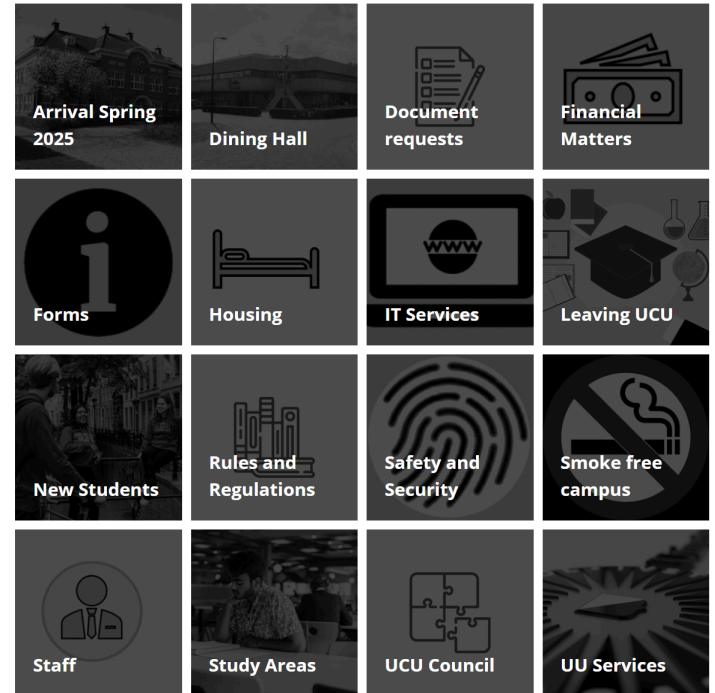 Arrival Spring
2025
Dining Hall
Document
requests
Financial
Matters
Forms
Housing
WWW
IT Services
Leaving UCU
New Students
Rules and
Regulations
Safety and
Security
Smoke free
campus
Staff
Study Areas
UCU Council
UU Services